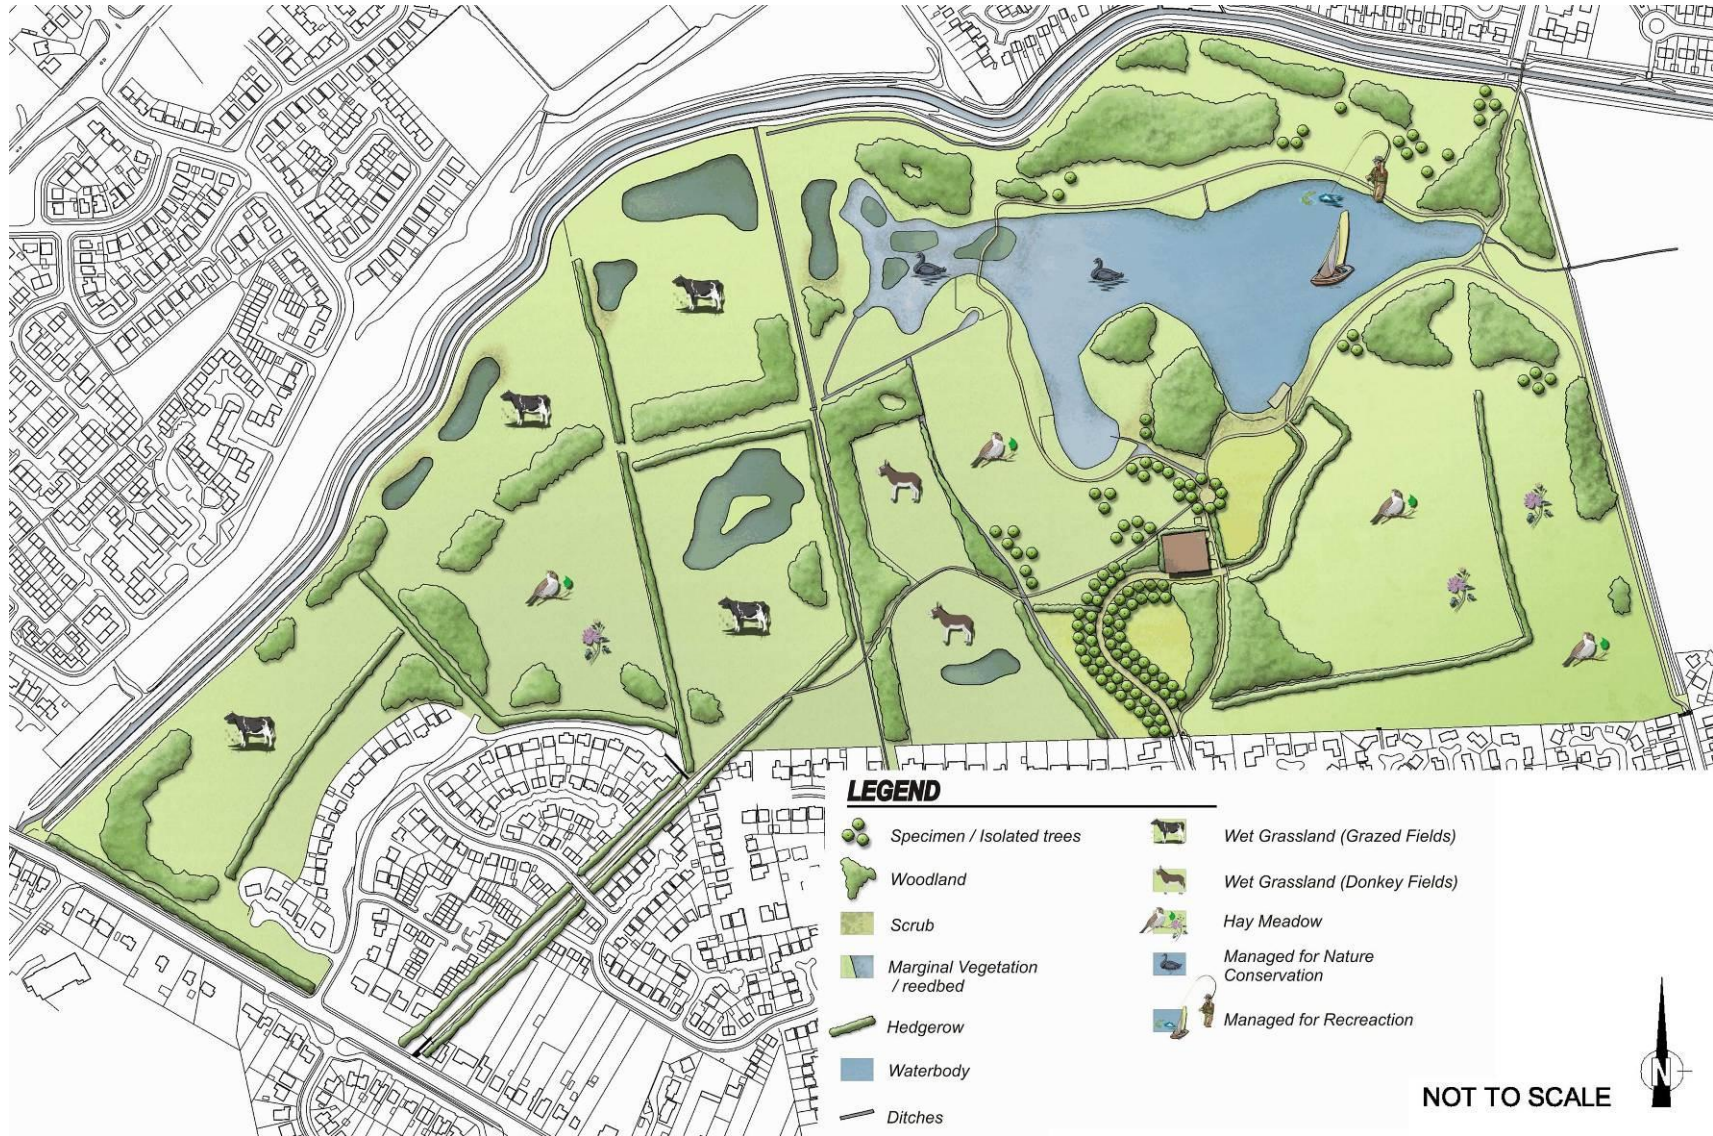 LEGEND
Specimen / Isolated trees
Woodland
Scrub
Marginal Vegetation
/ reedbed
Hedgerow
Waterbody
Ditches
Wet Grassland (Grazed Fields)
Wet Grassland (Donkey Fields)
Hay Meadow
Managed for Nature
Conservation
Managed for Recreaction
NOT TO SCALE
N